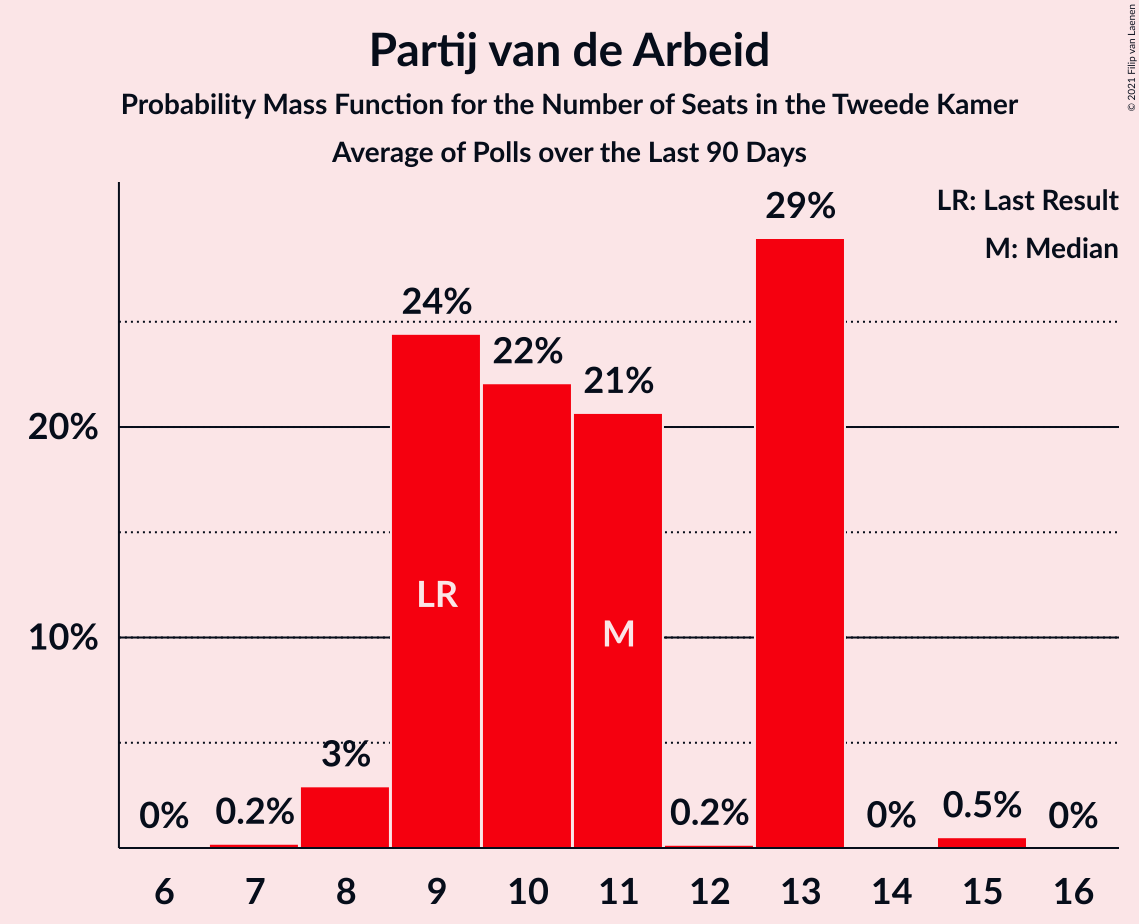 Partij van de Arbeid
Probability Mass Function for the Number of Seats in the Tweede Kamer
Average of Polls over the Last 90 Days
© 2021 Filip van Laenen
LR: Last Result
M: Median
29%
24%
22%
21%
20%
LR
M
10%
3%
0%
0.2%
0.2%
0%
0.5%
0%
6 7 8 9 10 11 12 13 14 15 16